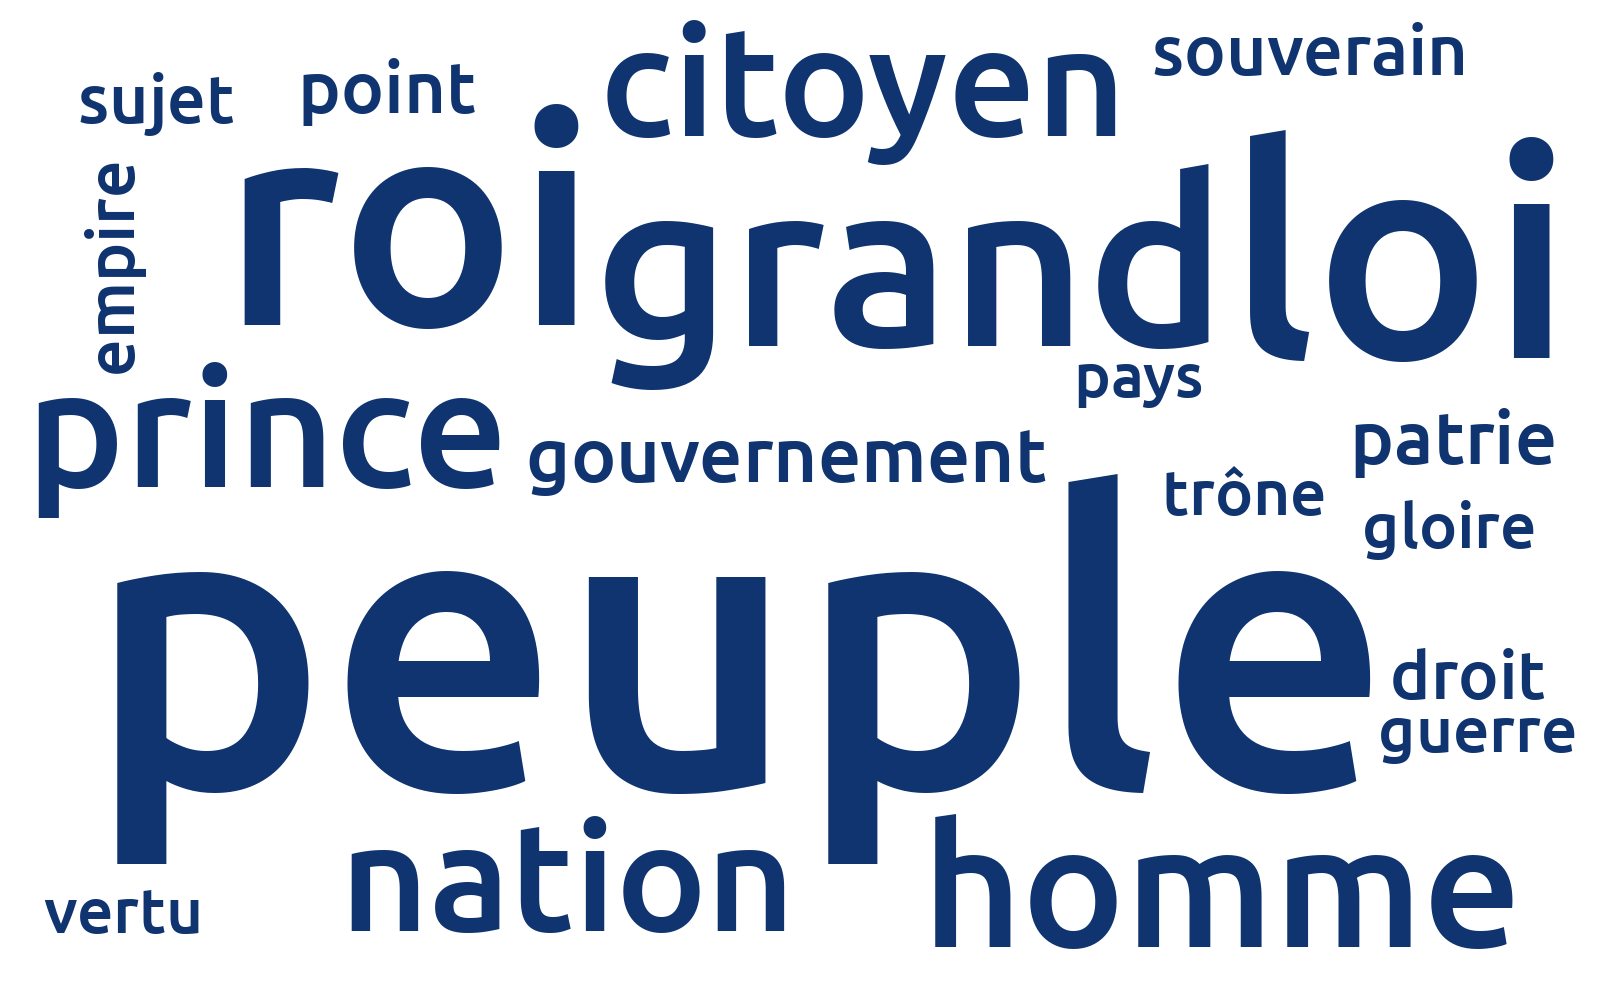 citoyen
souverain
sujet
point
roi
grand
loi
empire
prince
pays
gouvernement
patrie
trône
gloire
peuple
droit
guerre
nation
homme
vertu